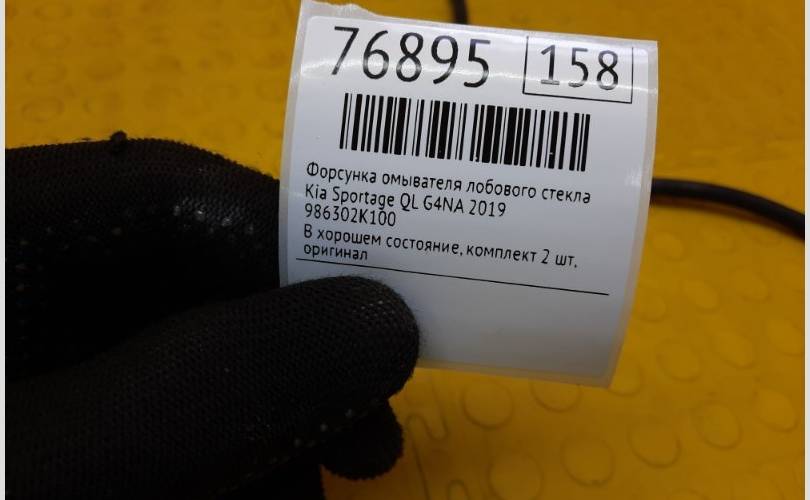 76895 158
Форсунка омывателя лобового стекла
Kia Sportage QL G4NA 2019
986302K100
В хорошем состояние, комплект 2 шт,
оригинал